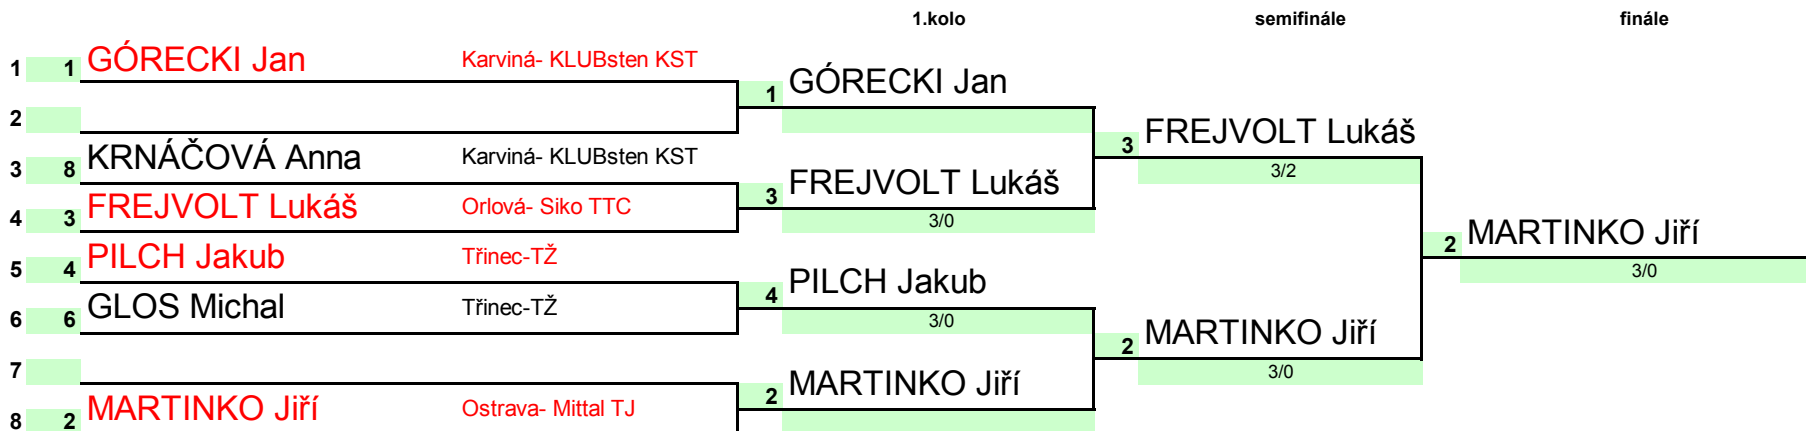 1.kolo semifinále finále
1 1 GÓRECKI Jan Karviná- KLUBsten KST
1 GÓRECKI Jan
2
3 FREJVOLT Lukáš
3 8 KRNÁČOVÁ Anna Karviná- KLUBsten KST
3/2
3 FREJVOLT Lukáš
4 3 FREJVOLT Lukáš Orlová- Siko TTC
3/0
2 MARTINKO Jiří
5 4 PILCH Jakub Třinec-TŽ
3/0
4 PILCH Jakub
6 6 GLOS Michal Třinec-TŽ
3/0
2 MARTINKO Jiří
7
3/0
2 MARTINKO Jiří
8 2 MARTINKO Jiří Ostrava- Mittal TJ